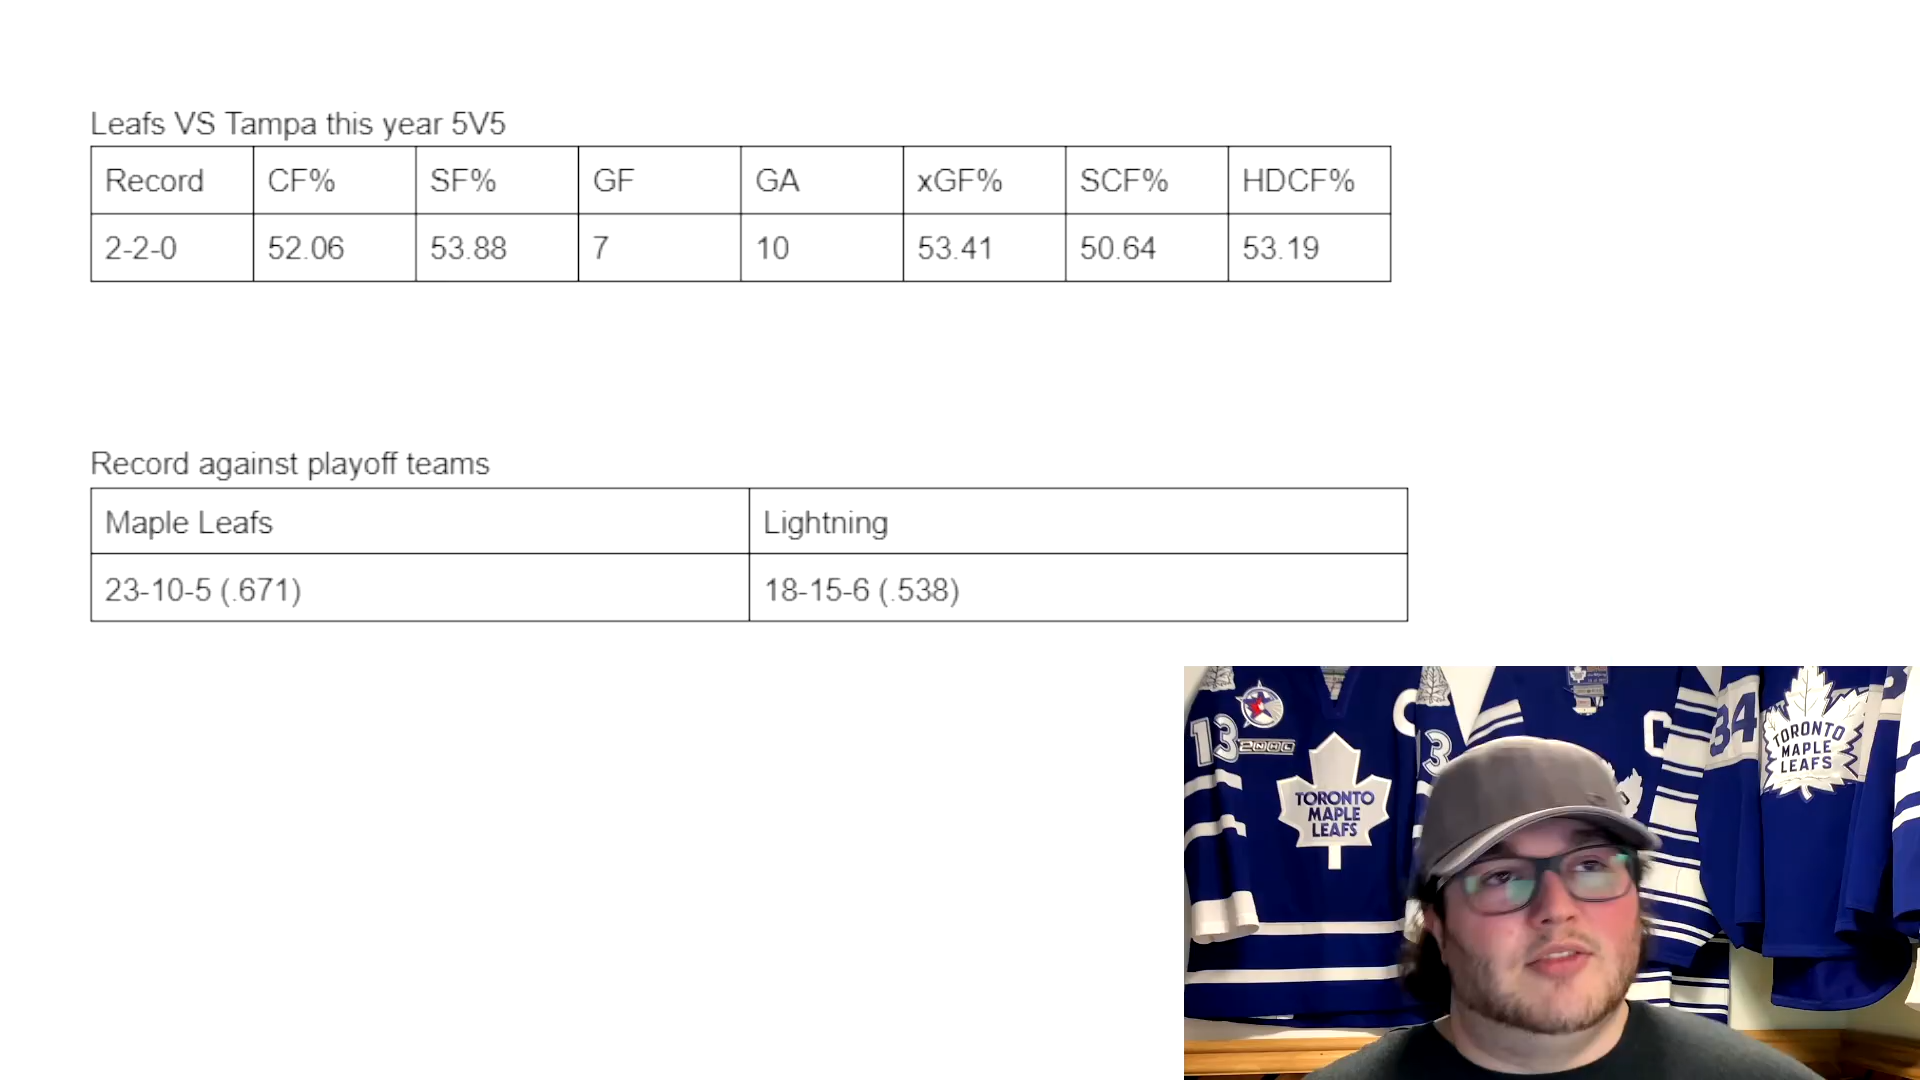 Leafs VS Tampa this year 5V5
Record CF% SF% GF GA xGF% SCF% HDCF%
2-2-0 52.06 53.88 7 10 53.41 50.64 53.19
Record against playoff teams
Maple Leafs Lightning
23-10-5 (.671) 18-15-6 (.538)
13
2NHL
C
TORONTO
MAPLE
LEAFS
3
C
34
TORONTO
MAPLE
LEAFS